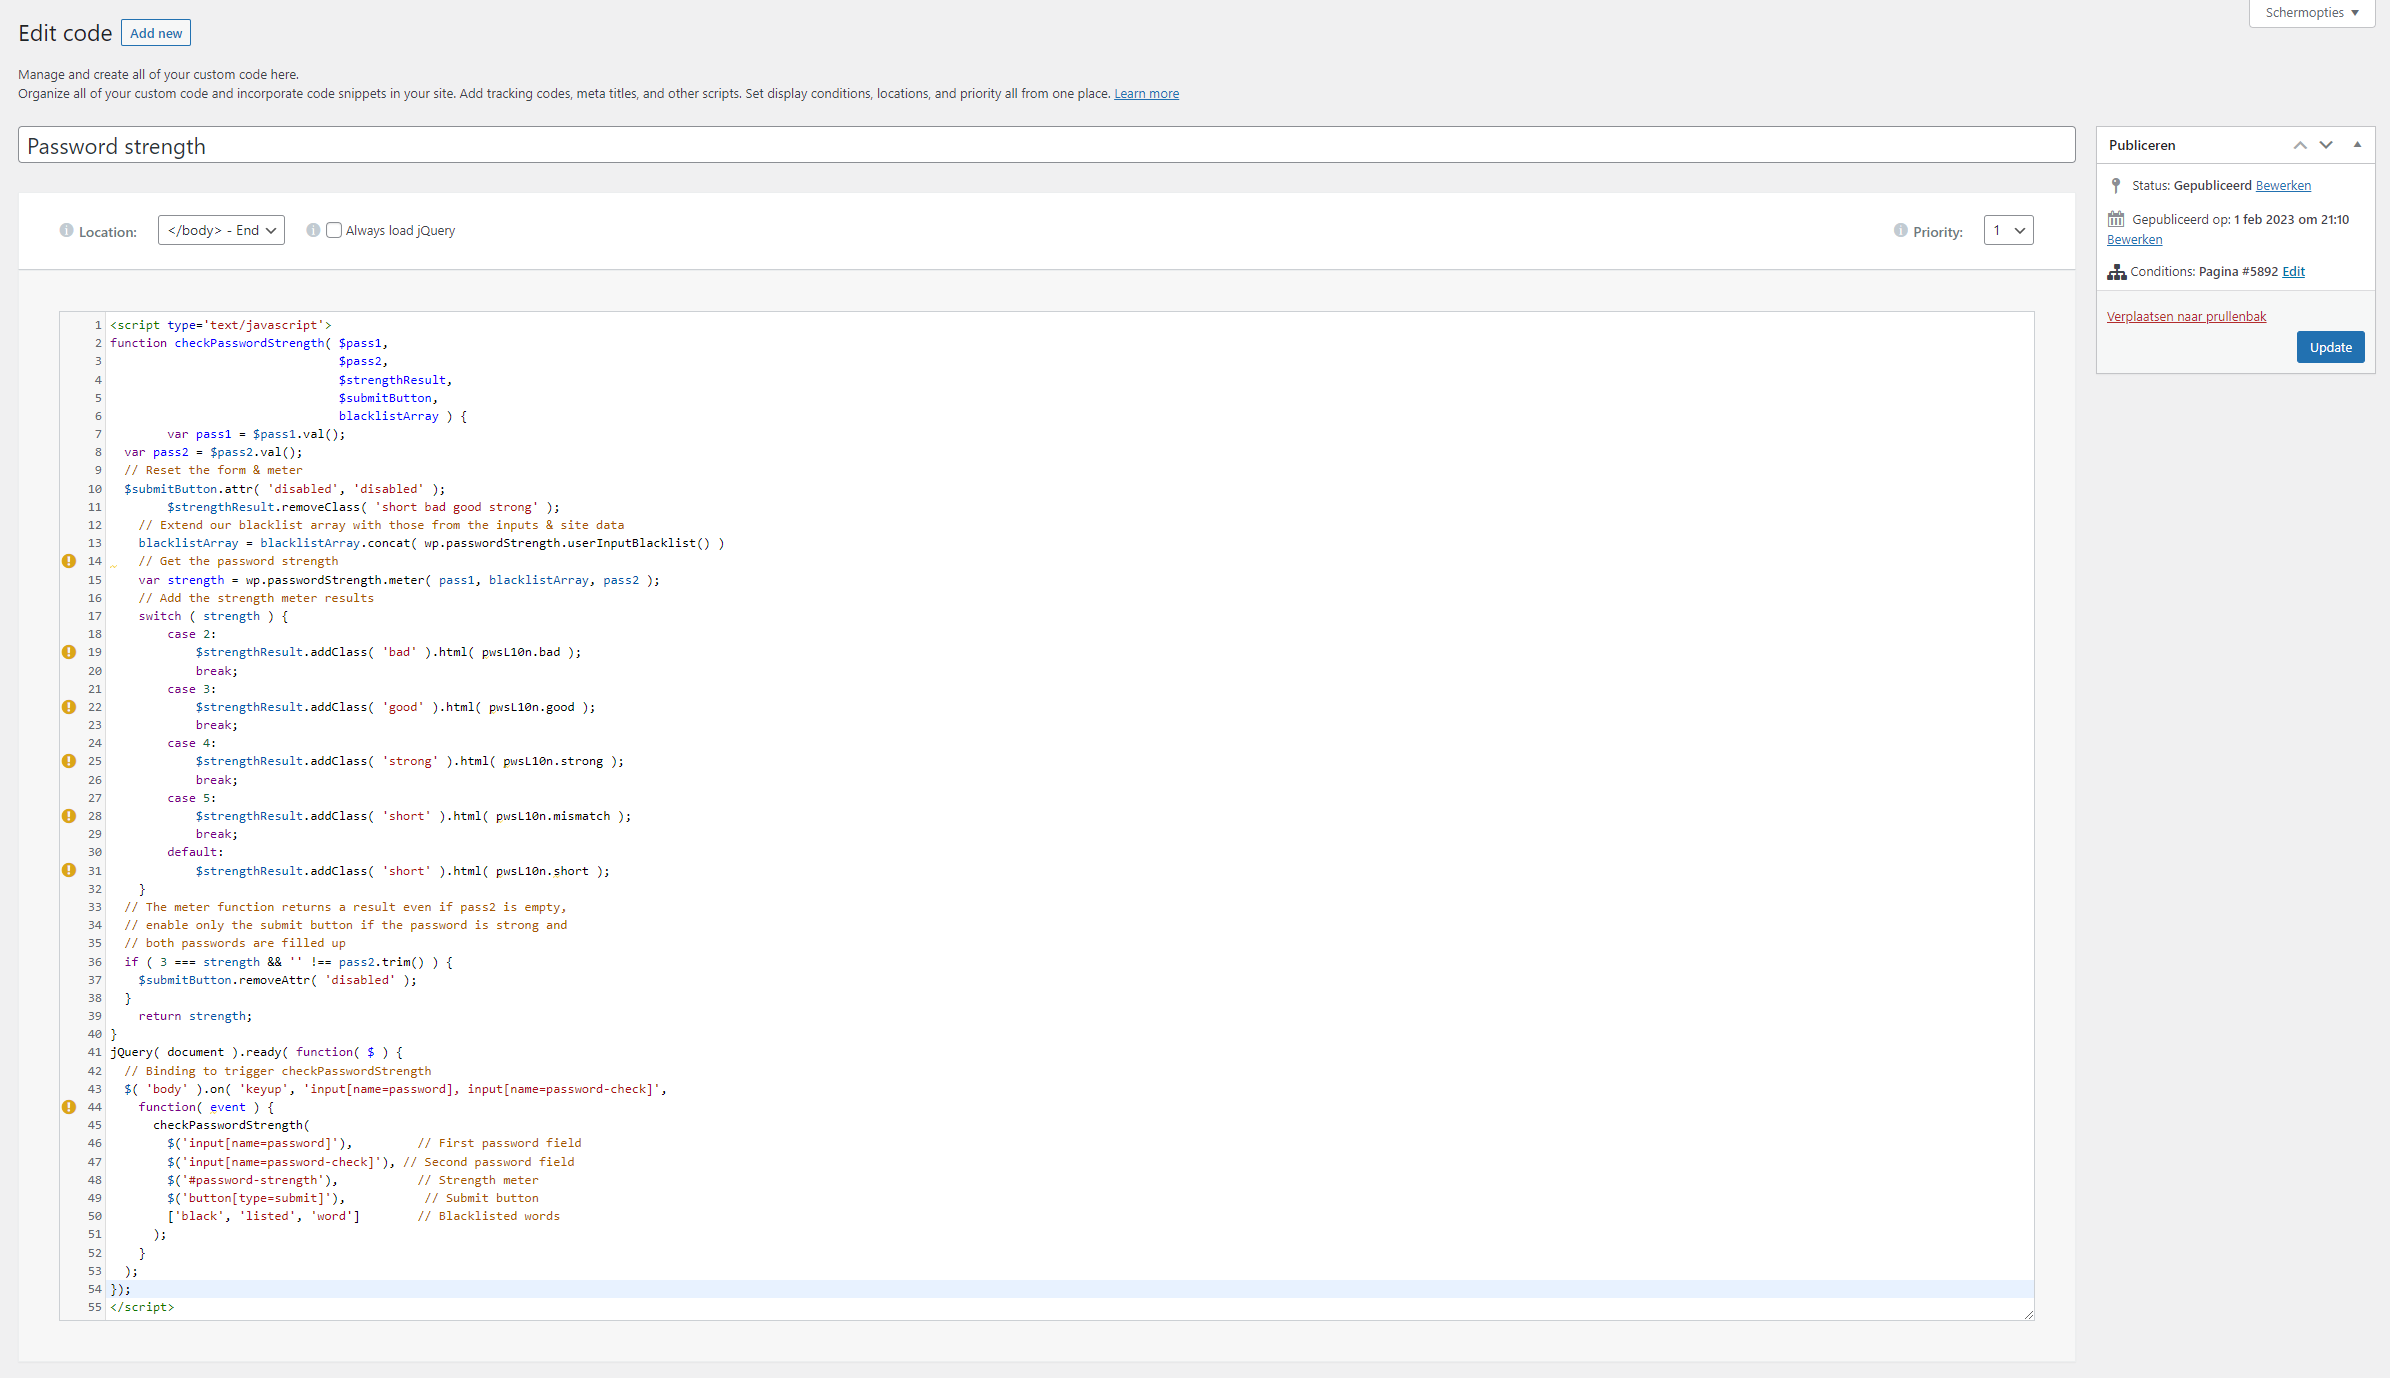 Schermopties
Edit code Add new
Manage and create all of your custom code here.
Organize all of your custom code and incorporate code snippets in your site. Add tracking codes, meta titles, and other scripts. Set display conditions, locations, and priority all from one place. Learn more
Password strength
Location: </body> - End Always load jQuery Priority: 1
1 <script type='text/javascript'>
2 function checkPasswordStrength( $pass1,
3 $pass2,
4 $strengthResult,
5 $submitButton,
6 blacklistArray ) {
7 var pass1 = $pass1.val();
8 var pass2 = $pass2.val();
9 // Reset the form & meter
10 $submitButton.attr( 'disabled', 'disabled' );
11 $strengthResult.removeClass( 'short bad good strong' );
12 // Extend our blacklist array with those from the inputs & site data
13 blacklistArray = blacklistArray.concat( wp.passwordStrength.userInputBlacklist() )
14 // Get the password strength
15 var strength = wp.passwordStrength.meter( pass1, blacklistArray, pass2 );
16 // Add the strength meter results
17 switch ( strength ) {
18 case 2:
19 $strengthResult.addClass( 'bad' ).html( pwsL10n.bad );
20 break;
21 case 3:
22 $strengthResult.addClass( 'good' ).html( pwsL10n.good );
23 break;
24 case 4:
25 $strengthResult.addClass( 'strong' ).html( pwsL10n.strong );
26 break;
27 case 5:
28 $strengthResult.addClass( 'short' ).html( pwsL10n.mismatch );
29 break;
30 default:
31 $strengthResult.addClass( 'short' ).html( pwsL10n.short );
32 }
33 // The meter function returns a result even if pass2 is empty,
34 // enable only the submit button if the password is strong and
35 // both passwords are filled up
36 if ( 3 === strength && '' !== pass2.trim() ) {
37 $submitButton.removeAttr( 'disabled' );
38 }
39 return strength;
40 }
41 jQuery( document ).ready( function( $ ) {
42 // Binding to trigger checkPasswordStrength
43 $( 'body' ).on( 'keyup', 'input[name=password], input[name=password-check]',
44 function( event ) {
45 checkPasswordStrength(
46 $('input[name=password]'), // First password field
47 $('input[name=password-check]'), // Second password field
48 $('#password-strength'), // Strength meter
49 $('button[type=submit]'), // Submit button
50 ['black', 'listed', 'word'] // Blacklisted words
51 );
52 }
53 );
54 });
55 </script>
Publiceren
Status: Gepubliceerd Bewerken
Gepubliceerd op: 1 feb 2023 om 21:10
Bewerken
Conditions: Pagina #5892 Edit
Verplaatsen naar prullenbak
Update